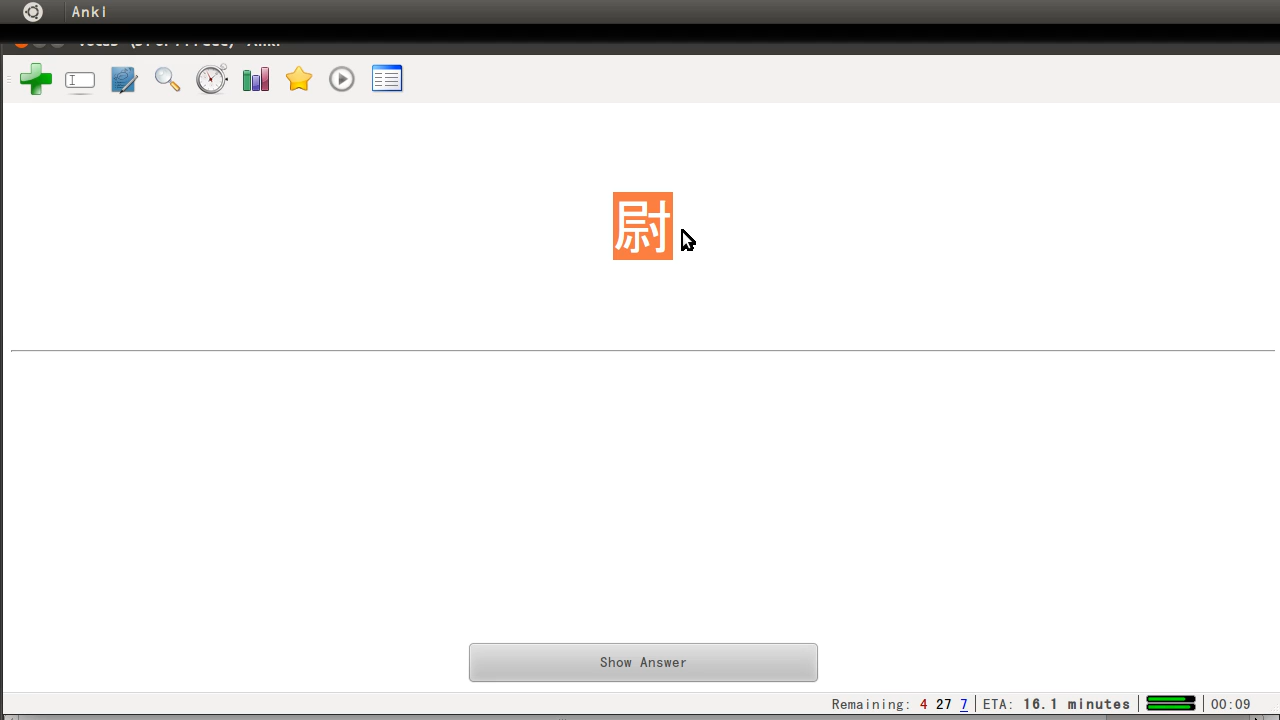 Anki
尉
Show Answer
Remaining: 4 27 7 ETA: 16.1 minutes 00:09